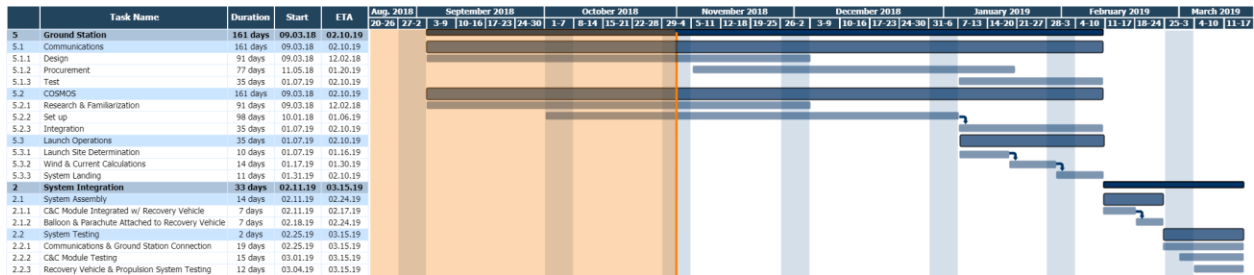 Aug. 2018 September 2018 October 2018 November 2018 December 2018 January 2019 February 2019 March 2019
Task Name Duration Start ETA 20-26 27-2 3-9 10-16 17-23 24-30 1-7 8-14 15-21 22-28 29-4 5-11 12-18 19-25 26-2 3-9 10-16 17-23 24-30 31-6 7-13 14-20 21-27 28-3 4-10 11-17 18-24 25-3 4-10 11-17
5 Ground Station 161 days 09.03.18 02.10.19
5.1 Communications 161 days 09.03.18 02.10.19
5.1.1 Design 91 days 09.03.18 12.02.18
5.1.2 Procurement 77 days 11.05.18 01.20.19
5.1.3 Test 35 days 01.07.19 02.10.19
5.2 COSMOS 161 days 09.03.18 02.10.19
5.2.1 Research & Familiarization 91 days 09.03.18 12.02.18
5.2.2 Set up 98 days 10.01.18 01.06.19
5.2.3 Integration 35 days 01.07.19 02.10.19
5.3 Launch Operations 35 days 01.07.19 02.10.19
5.3.1 Launch Site Determination 10 days 01.07.19 01.16.19
5.3.2 Wind & Current Calculations 14 days 01.17.19 01.30.19
5.3.3 System Landing 11 days 01.31.19 02.10.19
2 System Integration 33 days 02.11.19 03.15.19
2.1 System Assembly 14 days 02.11.19 02.24.19
2.1.1 C&C Module Integrated w/ Recovery Vehicle 7 days 02.11.19 02.17.19
2.1.2 Balloon & Parachute Attached to Recovery Vehicle 7 days 02.18.19 02.24.19
2.2 System Testing 2 days 02.25.19 03.15.19
2.2.1 Communications & Ground Station Connection 19 days 02.25.19 03.15.19
2.2.2 C&C Module Testing 15 days 03.01.19 03.15.19
2.2.3 Recovery Vehicle & Propulsion System Testing 12 days 03.04.19 03.15.19